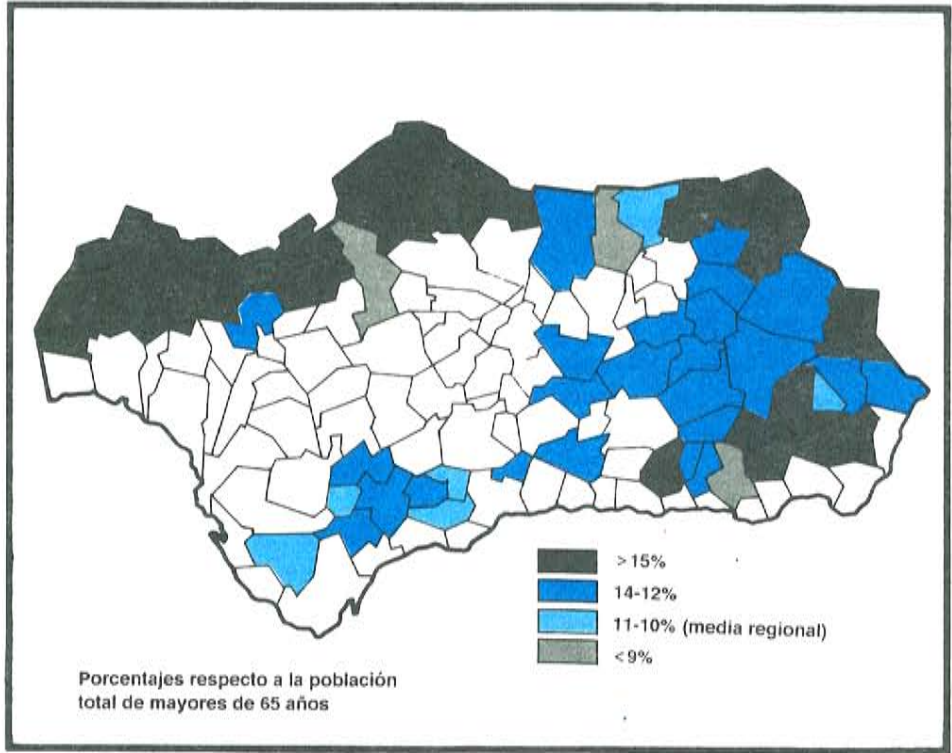 >15%
14-12%
11-10% (media regional)
<9%
Porcentajes respecto a la población
total de mayores de 65 años